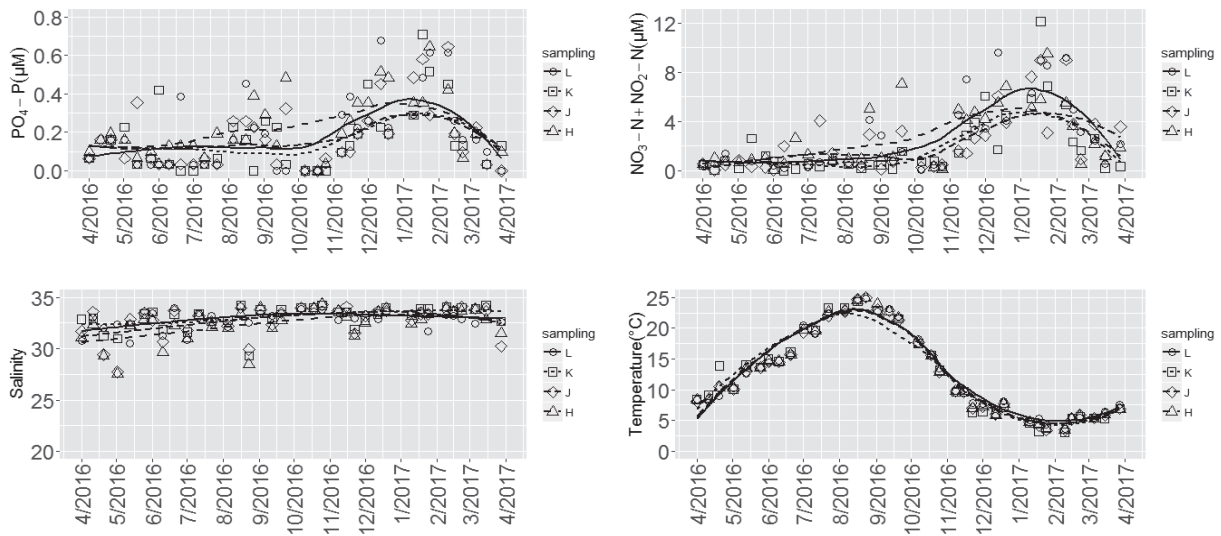 PO4 − P(μM)
0.8
0.6
0.4
0.2
0.0
4/2016
5/2016
6/2016
7/2016
8/2016
9/2016
10/2016
11/2016
12/2016
1/2017
2/2017
3/2017
4/2017
sampling
L
K
J
H
NO3 − N+ NO2 − N(μM)
12
8
4
0
4/2016
5/2016
6/2016
7/2016
8/2016
9/2016
10/2016
11/2016
12/2016
1/2017
2/2017
3/2017
4/2017
sampling
L
K
J
H
Salinity
35
30
25
20
4/2016
5/2016
6/2016
7/2016
8/2016
9/2016
10/2016
11/2016
12/2016
1/2017
2/2017
3/2017
4/2017
sampling
L
K
J
H
Temperature(°C)
25
20
15
10
5
0
4/2016
5/2016
6/2016
7/2016
8/2016
9/2016
10/2016
11/2016
12/2016
1/2017
2/2017
3/2017
4/2017
sampling
L
K
J
H